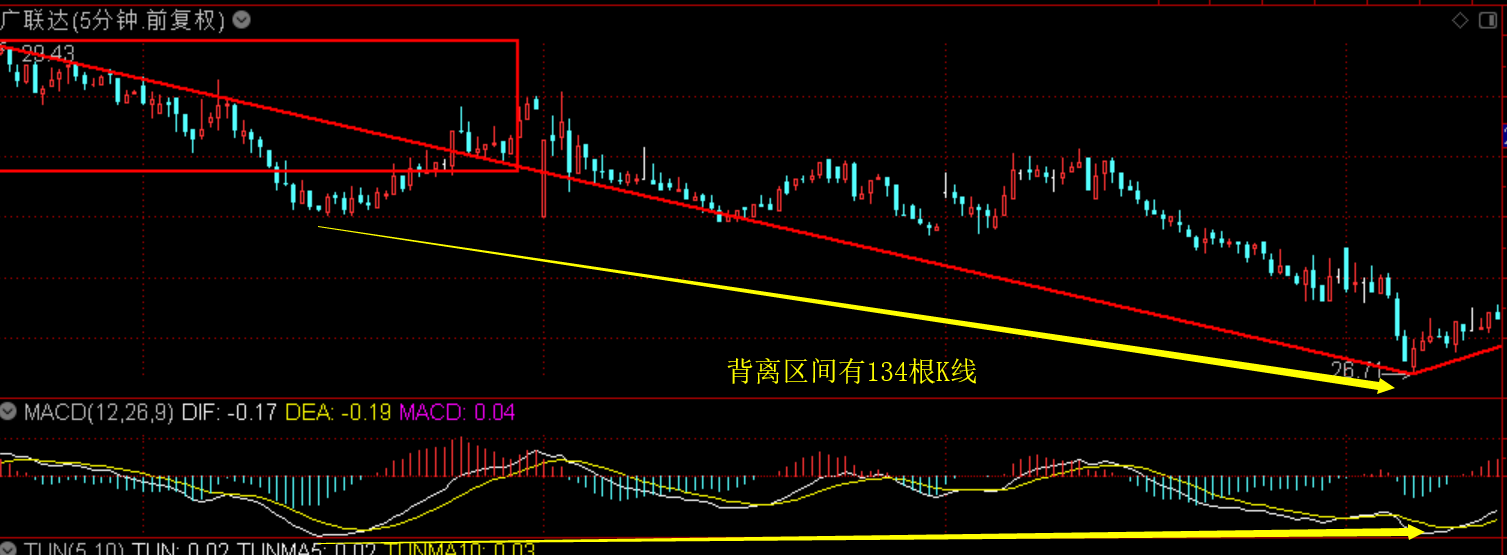 广联达(5分钟.前复权)
29.43
背离区间有134根K线
26.71
MACD(12,26,9) DIF: -0.17 DEA: -0.19 MACD: 0.04
TUN(5,10) TUN: 0.02 TUNMA5: 0.02 TUNMA10: 0.03